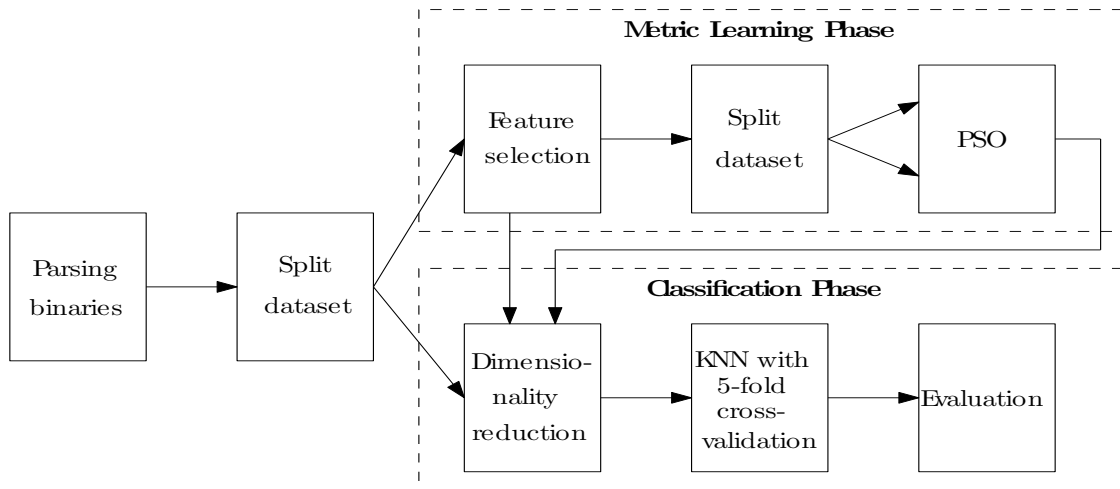 Metric Learning Phase
Feature
selection
Split
dataset
PSO
Parsing
binaries
Split
dataset
Classification Phase
Dimensio-
nality
reduction
KNN with
5-fold
cross-
validation
Evaluation